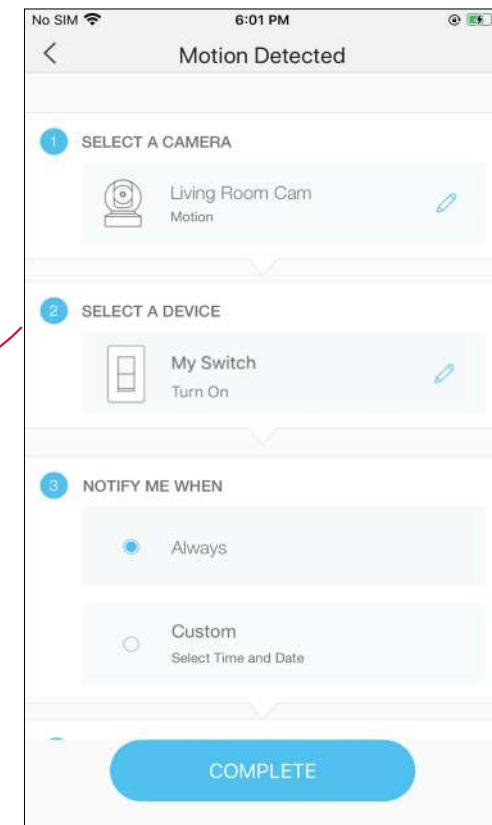 No SIM 6:01 PM
Motion Detected
1 SELECT A CAMERA
Living Room Cam
Motion
2 SELECT A DEVICE
My Switch
Turn On
3 NOTIFY ME WHEN
Always
Custom
Select Time and Date
COMPLETE